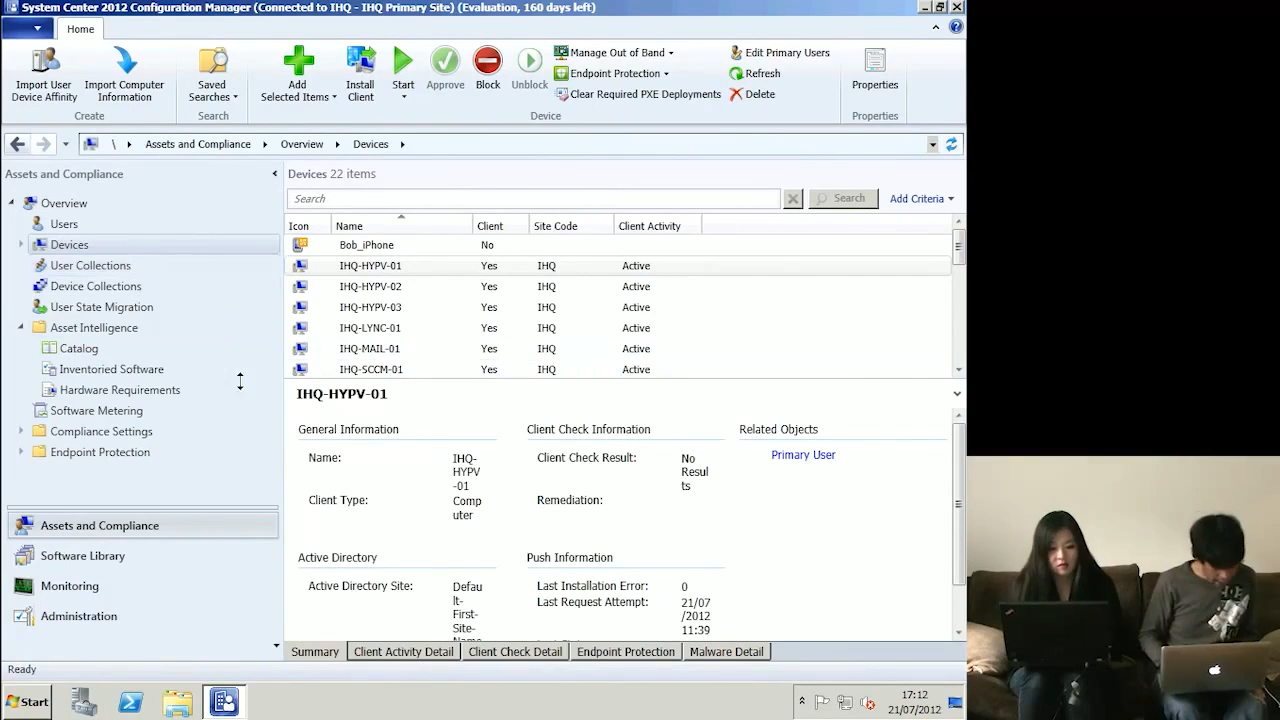 System Center 2012 Configuration Manager (Connected to IHQ - IHQ Primary Site) (Evaluation, 160 days left)
Home
Import User Device Affinity
Import Computer Information
Saved Searches
Add Selected Items
Install Client
Start
Approve
Block
Unblock
Manage Out of Band
Endpoint Protection
Clear Required PXE Deployments
Edit Primary Users
Refresh
Delete
Properties
Create
Search
Device
Properties
\ Assets and Compliance Overview Devices
Assets and Compliance
Overview
Users
Devices
User Collections
Device Collections
User State Migration
Asset Intelligence
Catalog
Inventoried Software
Hardware Requirements
Software Metering
Compliance Settings
Endpoint Protection
Assets and Compliance
Software Library
Monitoring
Administration
Devices 22 items
Search Search Add Criteria
Icon Name Client Site Code Client Activity
Bob_iPhone No
IHQ-HYPV-01 Yes IHQ Active
IHQ-HYPV-02 Yes IHQ Active
IHQ-HYPV-03 Yes IHQ Active
IHQ-LYNC-01 Yes IHQ Active
IHQ-MAIL-01 Yes IHQ Active
IHQ-SCCM-01 Yes IHQ Active
IHQ-HYPV-01
General Information
Name: IHQ-
HYPV
-01
Client Type: Comp
uter
Client Check Information
Client Check Result: No
Resul
ts
Remediation:
Related Objects
Primary User
Active Directory
Active Directory Site: Defau
lt-
First-
Site-
Push Information
Last Installation Error: 0
Last Request Attempt: 21/07
/2012
11:39
Summary Client Activity Detail Client Check Detail Endpoint Protection Malware Detail
Ready
Start
17:12
21/07/2012